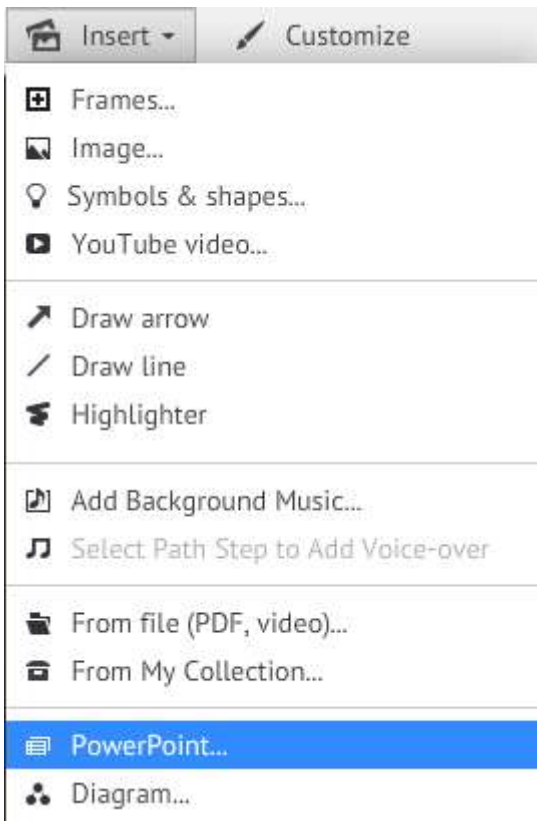 Insert Customize
Frames...
Image...
Symbols & shapes...
YouTube video...
Draw arrow
Draw line
Highlighter
Add Background Music...
Select Path Step to Add Voice-over
From file (PDF, video)...
From My Collection...
PowerPoint...
Diagram...